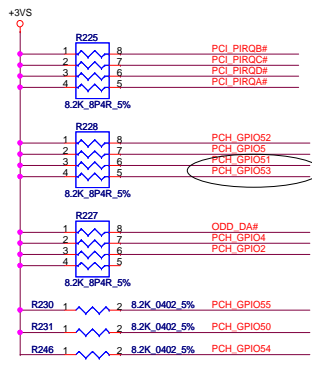 +3VS
R225
1 8 PCI_PIRQB#
2 7 PCI_PIRQC#
3 6 PCI_PIRQD#
4 5 PCI_PIRQA#
8.2K_8P4R_5%
R228
1 8 PCH_GPIO52
2 7 PCH_GPIO5
3 6 PCH_GPIO51
4 5 PCH_GPIO53
8.2K_8P4R_5%
R227
1 8 ODD_DA#
2 7 PCH_GPIO4
3 6 PCH_GPIO2
4 5
8.2K_8P4R_5%
R230 1 2 8.2K_0402_5% PCH_GPIO55
R231 1 2 8.2K_0402_5% PCH_GPIO50
R246 1 2 8.2K_0402_5% PCH_GPIO54